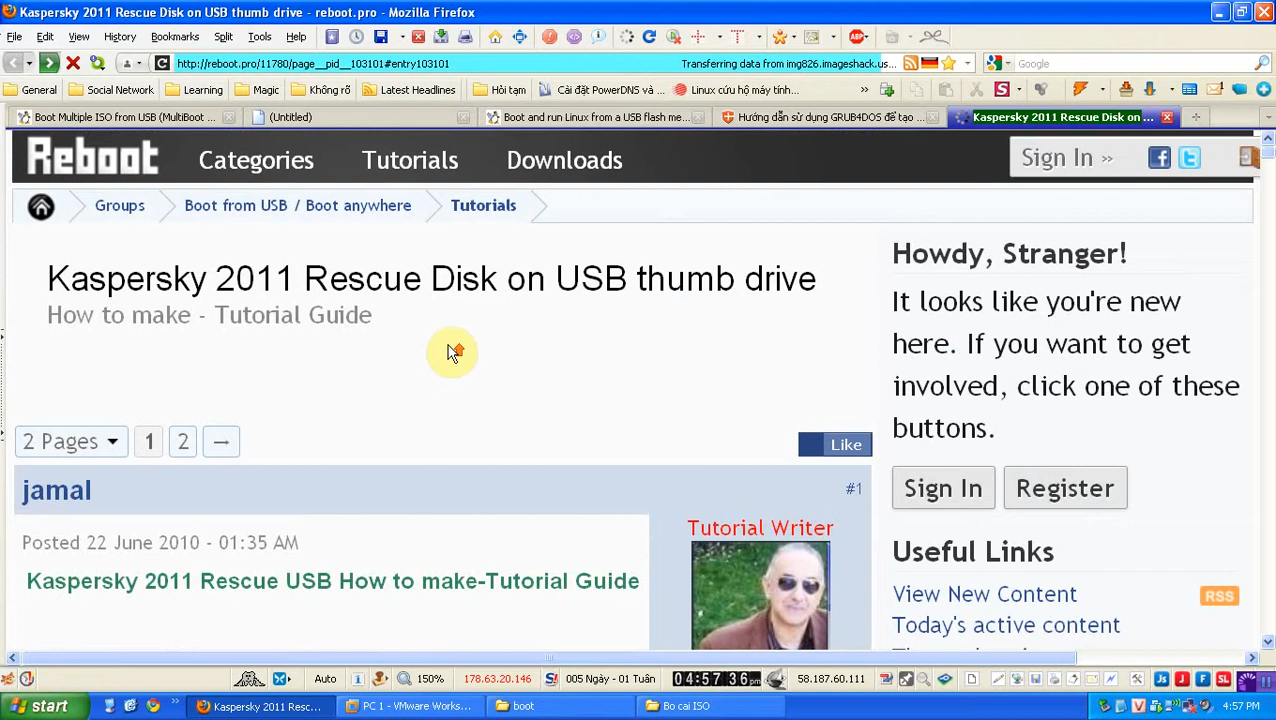 Kaspersky 2011 Rescue Disk on USB thumb drive - reboot.pro - Mozilla Firefox
File Edit View History Bookmarks Split Tools Help
http://reboot.pro/11780/page__pid__103101#entry103101
Transferring data from img826.imageshack.us...
Google
General Social Network Learning Magic Không rõ Latest Headlines Hỏi tạm Cài đặt PowerDNS và ... Linux cứu hộ máy tính...
Boot Multiple ISO from USB (MultiBoot ... (Untitled) Boot and run Linux from a USB flash me... Hướng dẫn sử dụng GRUB4DOS để tạo ... Kaspersky 2011 Rescue Disk on ...
Reboot Categories Tutorials Downloads Sign In »
Groups Boot from USB / Boot anywhere Tutorials
Kaspersky 2011 Rescue Disk on USB thumb drive
How to make - Tutorial Guide
2 Pages 1 2 →
Like
jamal #1
Posted 22 June 2010 - 01:35 AM
Kaspersky 2011 Rescue USB How to make-Tutorial Guide
Tutorial Writer
Howdy, Stranger!
It looks like you're new
here. If you want to get
involved, click one of these
buttons.
Sign In Register
Useful Links
View New Content RSS
Today's active content
Auto 150% 178.63.20.146 005 Ngày - 01 Tuần 04:57 36 pm 58.187.60.111
start Kaspersky 2011 Resc... PC 1 - VMware Works... boot Bo cai ISO 4:57 PM